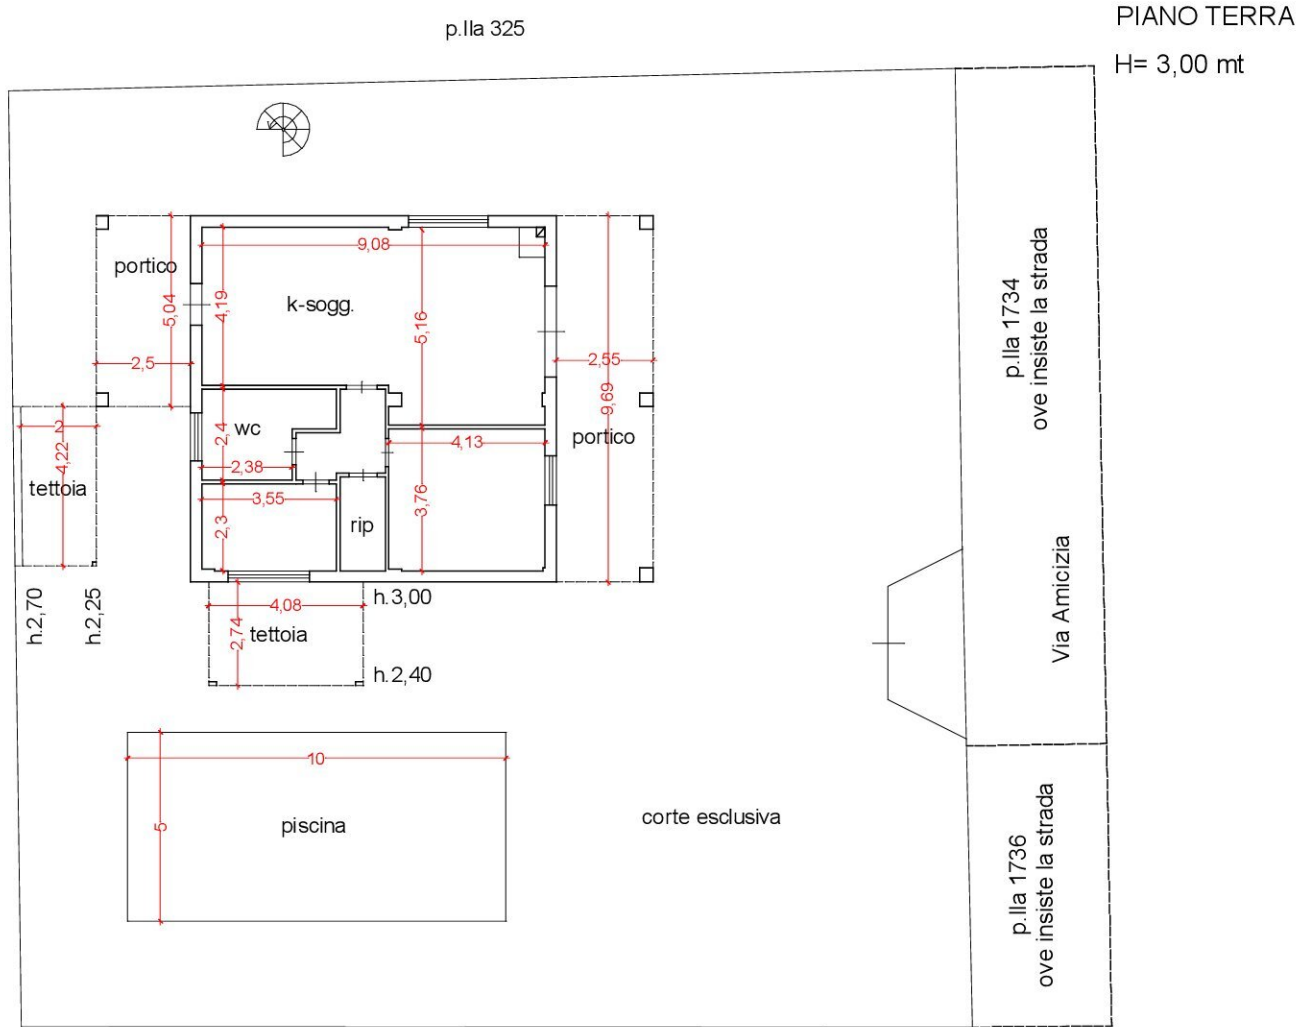 PIANO TERRA
p.lla 325
H= 3,00 mt
9,08
portico
k-sogg.
4,19
5,04
5,16
2,5
2,55
9,69
p.lla 1734
ove insiste la strada
2
4,22
wc
2,4
2,38
4,13
portico
tettoia
3,55
2,3
rip
3,76
h.2,70
h.2,25
4,08
h.3,00
2,74
tettoia
h.2,40
Via Amicizia
10
5
piscina
corte esclusiva
p.lla 1736
ove insiste la strada